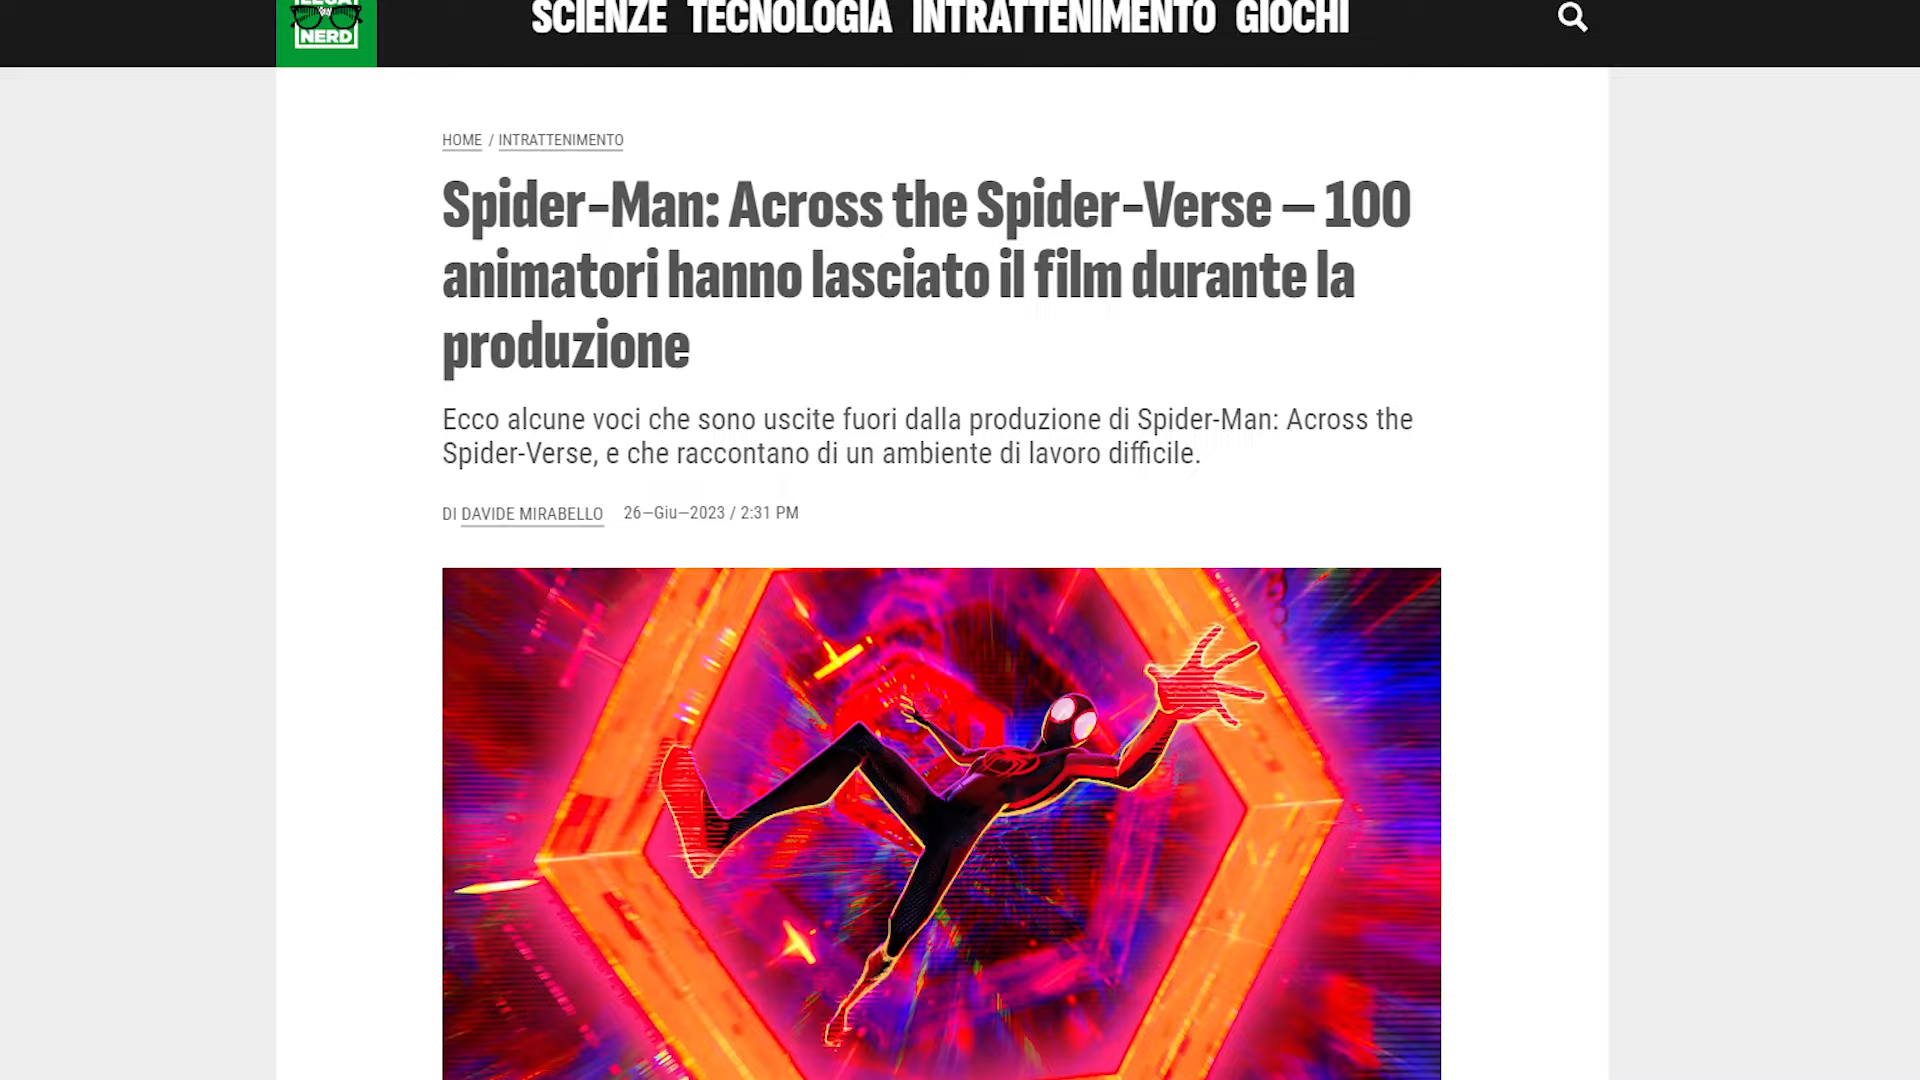 NERD
SCIENZE TECNOLOGIA INTRATTENIMENTO GIOCHI
HOME / INTRATTENIMENTO
Spider-Man: Across the Spider-Verse – 100
animatori hanno lasciato il film durante la
produzione
Ecco alcune voci che sono uscite fuori dalla produzione di Spider-Man: Across the
Spider-Verse, e che raccontano di un ambiente di lavoro difficile.
DI DAVIDE MIRABELLO 26—Giu—2023 / 2:31 PM